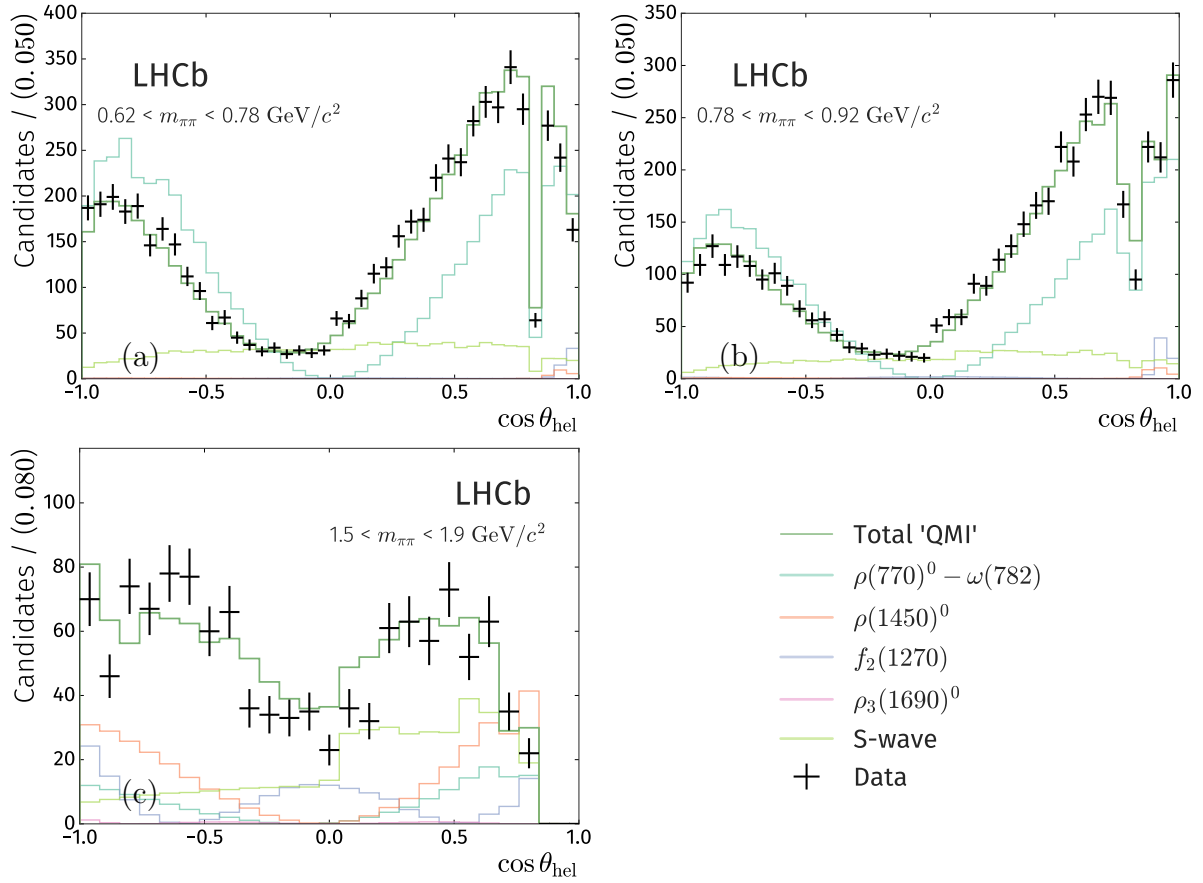 Candidates / (0.050)
400
350
300
250
200
150
100
50
0
LHCb
0.62 < mππ < 0.78 GeV/c²
(a)
−1.0 −0.5 0.0 0.5 1.0
cos θhel
Candidates / (0.050)
350
300
250
200
150
100
50
0
LHCb
0.78 < mππ < 0.92 GeV/c²
(b)
−1.0 −0.5 0.0 0.5 1.0
cos θhel
Candidates / (0.080)
100
80
60
40
20
0
LHCb
1.5 < mππ < 1.9 GeV/c²
(c)
−1.0 −0.5 0.0 0.5 1.0
cos θhel
Total 'QMI'
ρ(770)⁰ − ω(782)
ρ(1450)⁰
f₂(1270)
ρ₃(1690)⁰
S-wave
Data